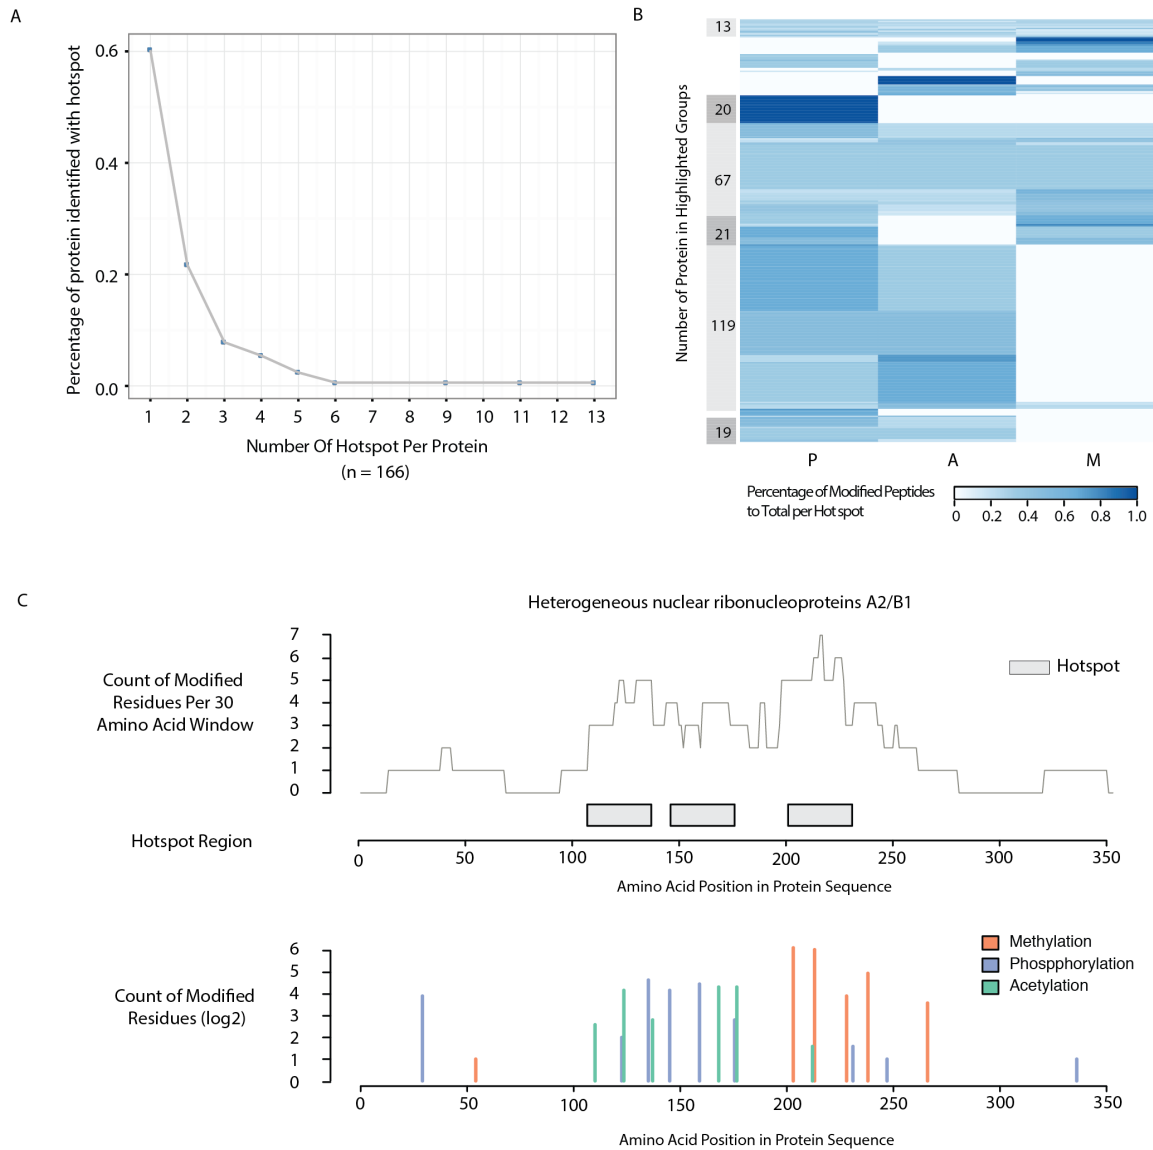 A
0.6
0.4
0.2
0.0
Percentage of protein identified with hotspot
1 2 3 4 5 6 7 8 9 10 11 12 13
Number Of Hotspot Per Protein
(n = 166)
B
Number of Protein in Highlighted Groups
13
20
67
21
119
19
P A M
Percentage of Modified Peptides
to Total per Hot spot
0 0.2 0.4 0.6 0.8 1.0
C
Heterogeneous nuclear ribonucleoproteins A2/B1
Count of Modified
Residues Per 30
Amino Acid Window
7
6
5
4
3
2
1
0
Hotspot
Hotspot Region
0 50 100 150 200 250 300 350
Amino Acid Position in Protein Sequence
Count of Modified
Residues (log2)
6
5
4
3
2
1
0
Methylation
Phospphorylation
Acetylation
0 50 100 150 200 250 300 350
Amino Acid Position in Protein Sequence